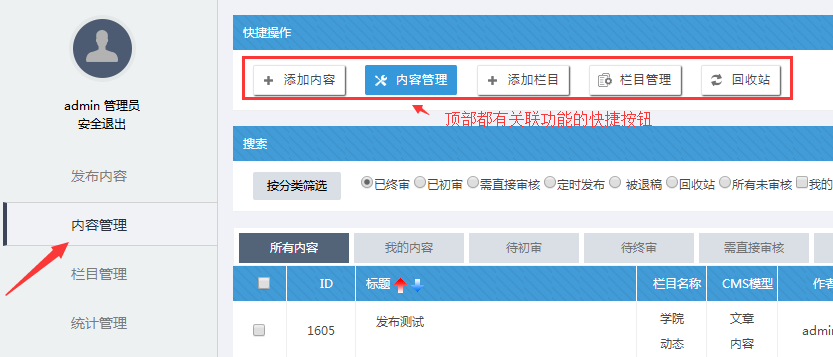 admin 管理员
安全退出
发布内容
内容管理
栏目管理
统计管理
快捷操作
添加内容 内容管理 添加栏目 栏目管理 回收站
顶部都有关联功能的快捷按钮
搜索
按分类筛选 已终审 已初审 需直接审核 定时发布 被退稿 回收站 所有未审核 我的
所有内容 我的内容 待初审 待终审 需直接审核
ID 标题 栏目名称 CMS模型 作者
1605 发布测试 学院 文章 admin
动态 内容